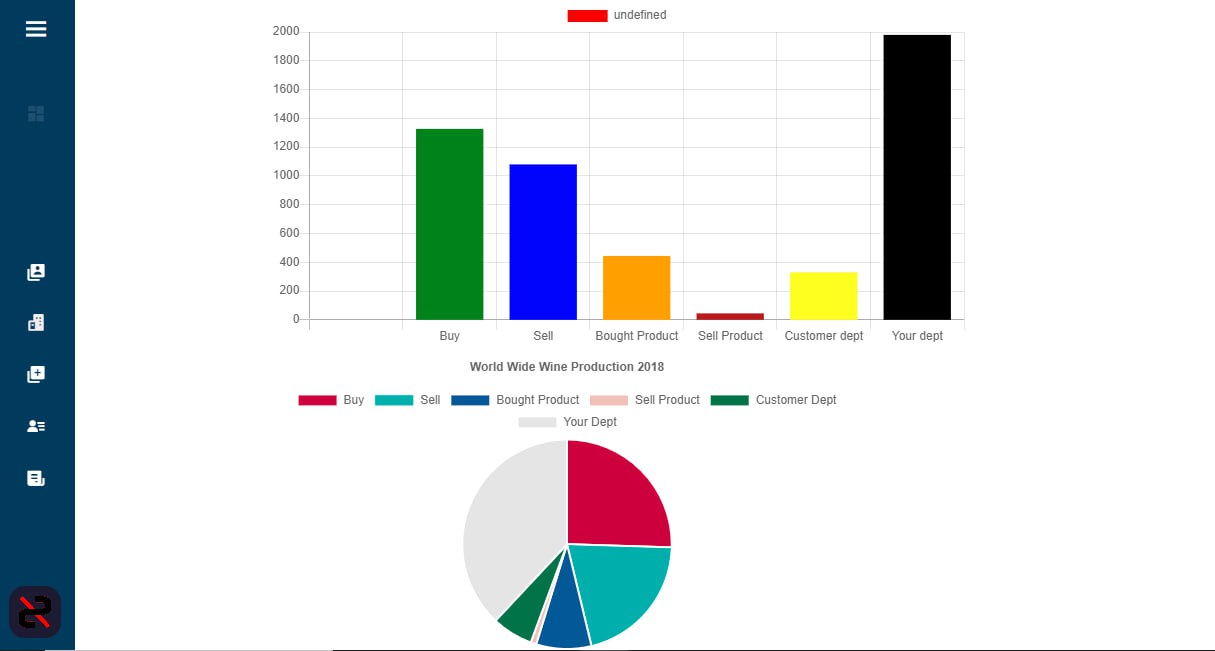 undefined
2000
1800
1600
1400
1200
1000
800
600
400
200
0
Buy Sell Bought Product Sell Product Customer dept Your dept
World Wide Wine Production 2018
Buy Sell Bought Product Sell Product Customer Dept
Your Dept